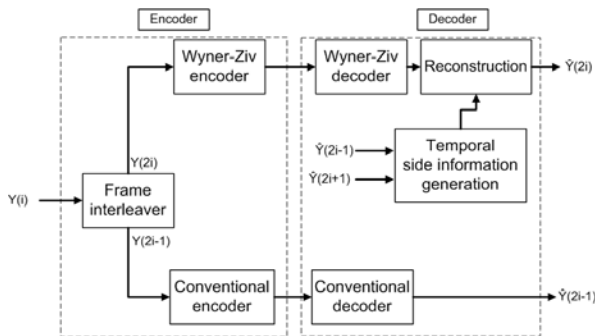 Encoder
Decoder
Wyner-Ziv
encoder
Wyner-Ziv
decoder
Reconstruction
Ŷ(2i)
Y(2i)
Ŷ(2i-1)
Ŷ(2i+1)
Temporal
side information
generation
Y(i)
Frame
interleaver
Y(2i-1)
Conventional
encoder
Conventional
decoder
Ŷ(2i-1)